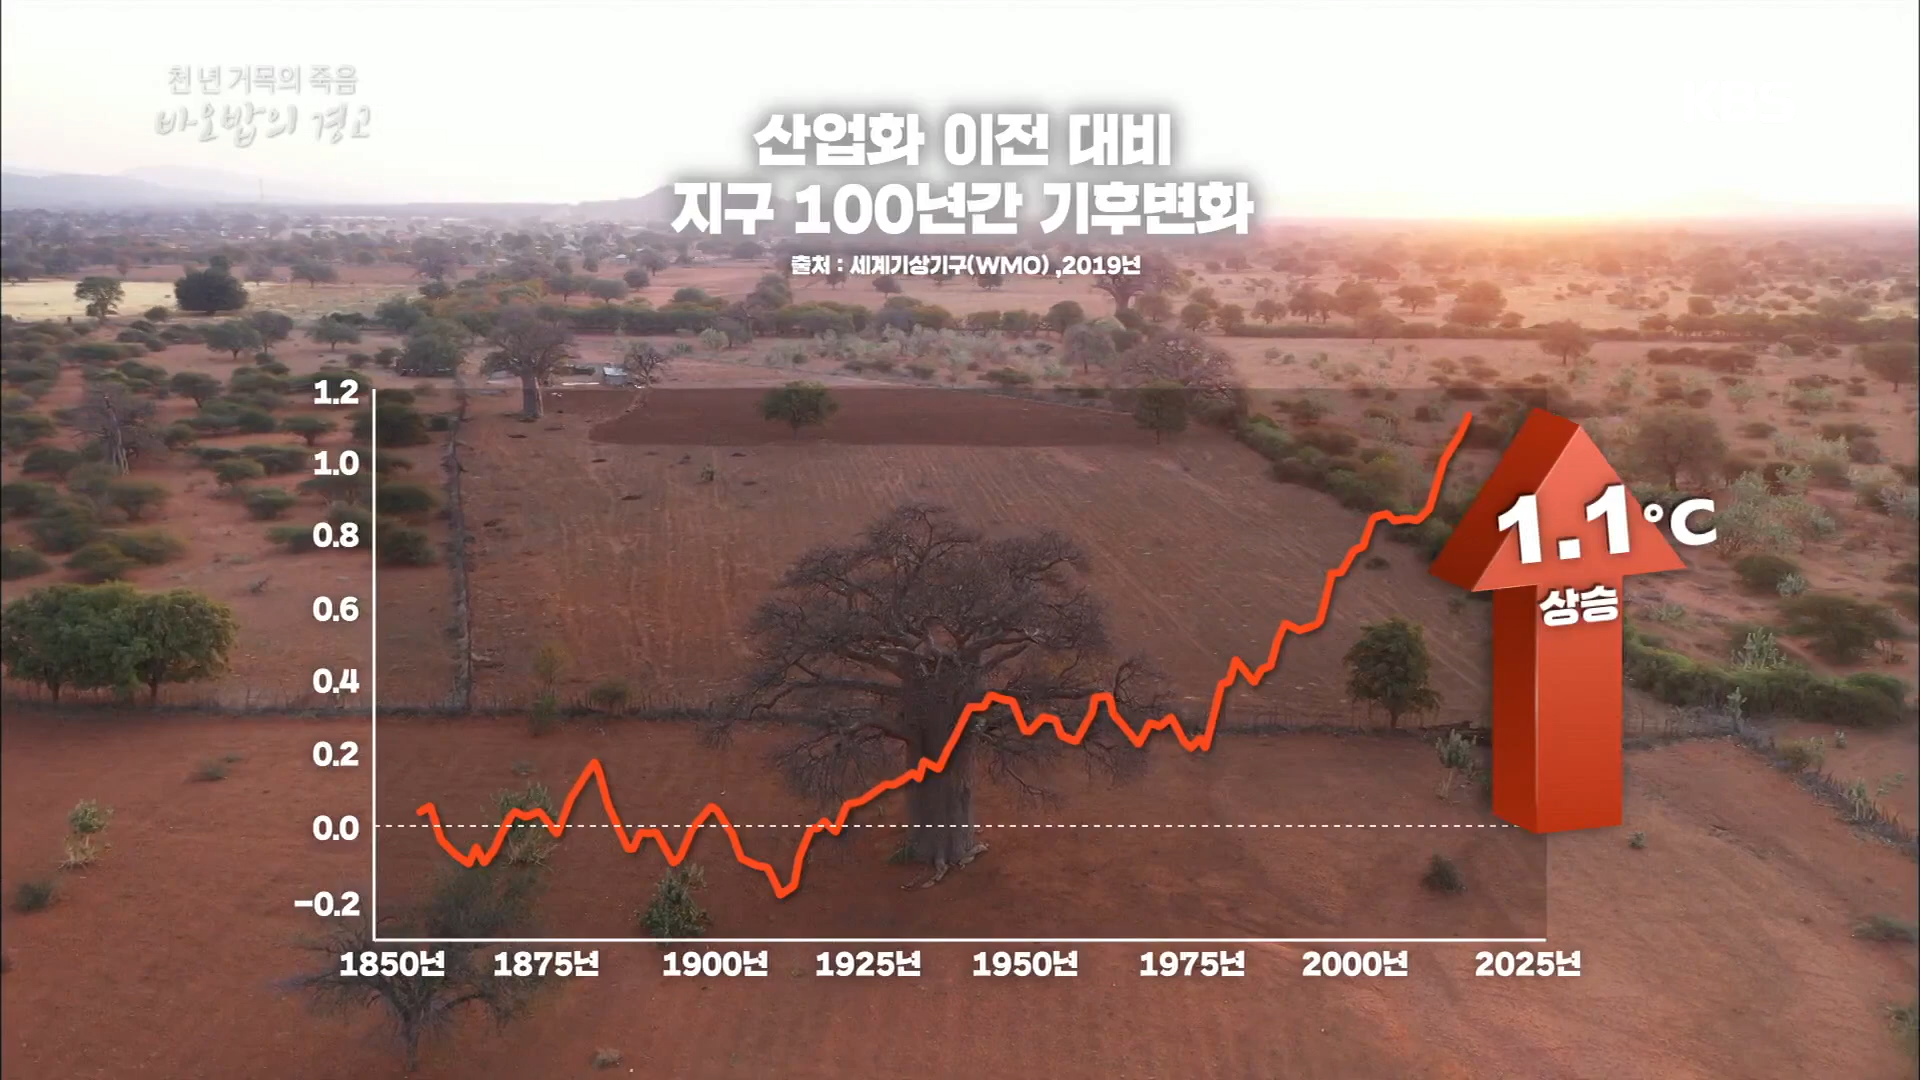 천 년 거목의 죽음
바오밥의 경고
KBS
산업화 이전 대비
지구 100년간 기후변화
출처 : 세계기상기구(WMO) ,2019년
1.2
1.0
0.8
0.6
0.4
0.2
0.0
-0.2
1.1°C
상승
1850년 1875년 1900년 1925년 1950년 1975년 2000년 2025년